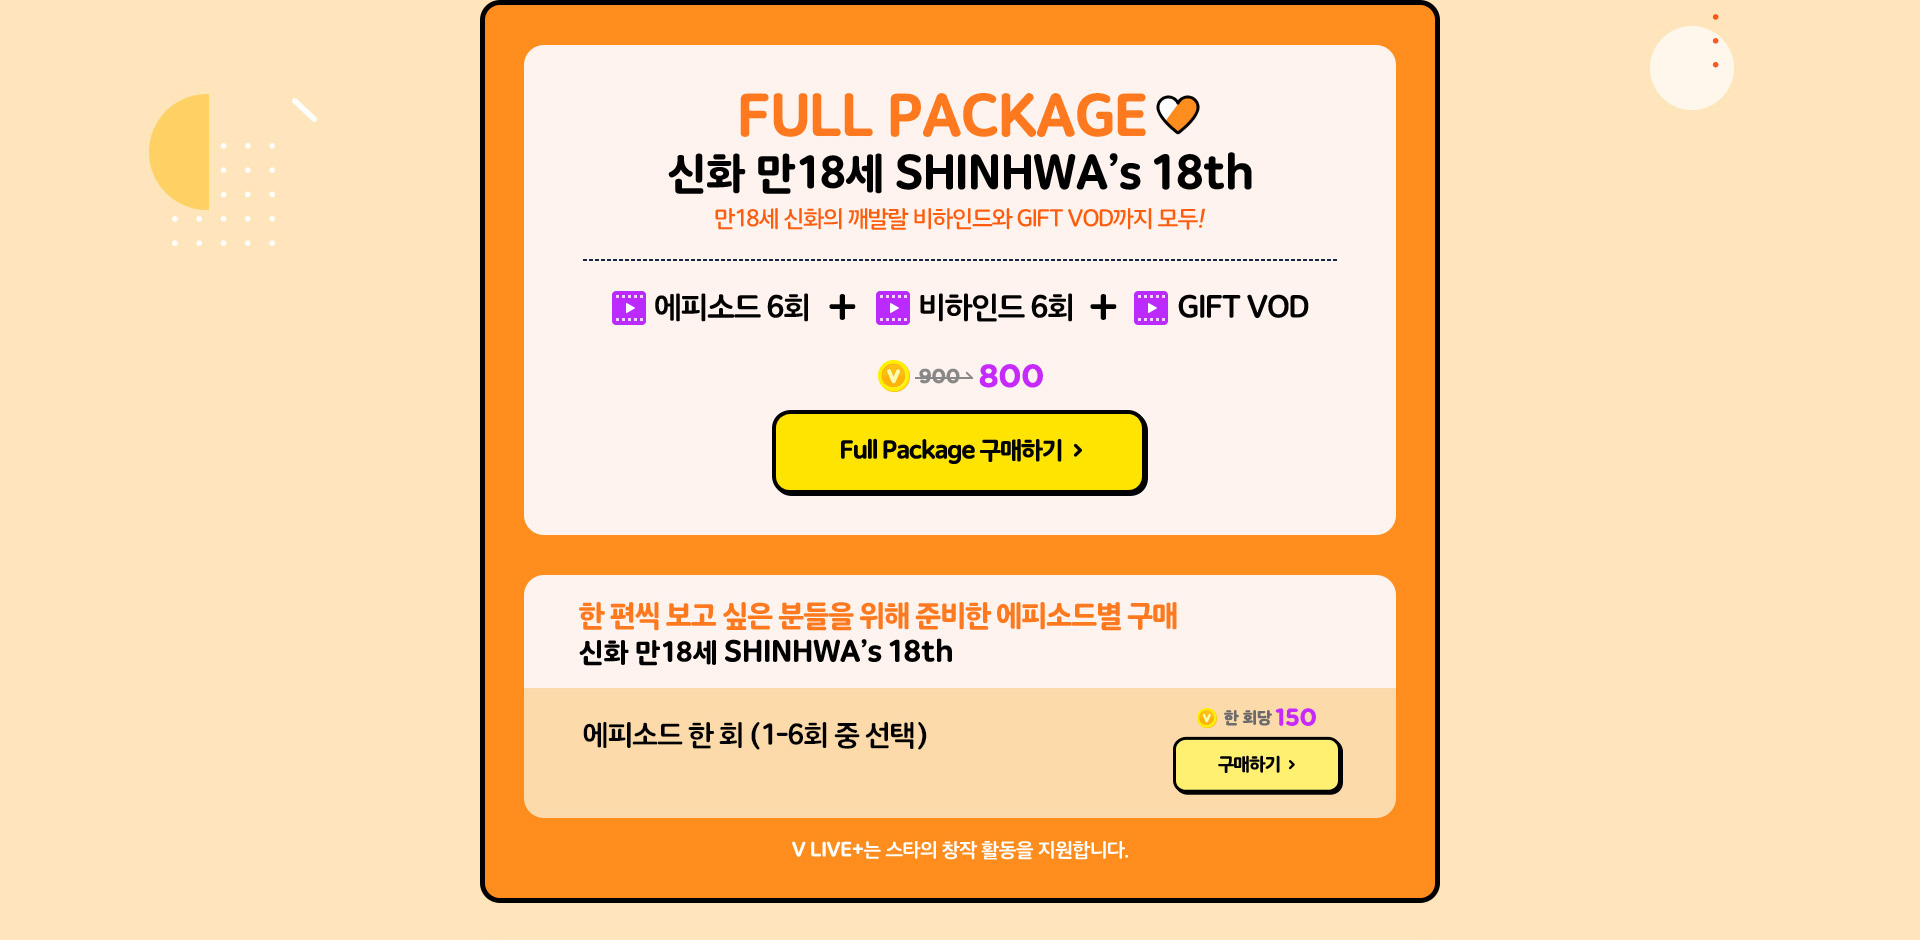 FULL PACKAGE
신화 만18세 SHINHWA’s 18th
만18세 신화의 깨발랄 비하인드와 GIFT VOD까지 모두!
에피소드 6회 + 비하인드 6회 + GIFT VOD
V 900 → 800
Full Package 구매하기 >
한 편씩 보고 싶은 분들을 위해 준비한 에피소드별 구매
신화 만18세 SHINHWA’s 18th
에피소드 한 회 (1-6회 중 선택)
V 한 회당 150
구매하기 >
V LIVE+는 스타의 창작 활동을 지원합니다.